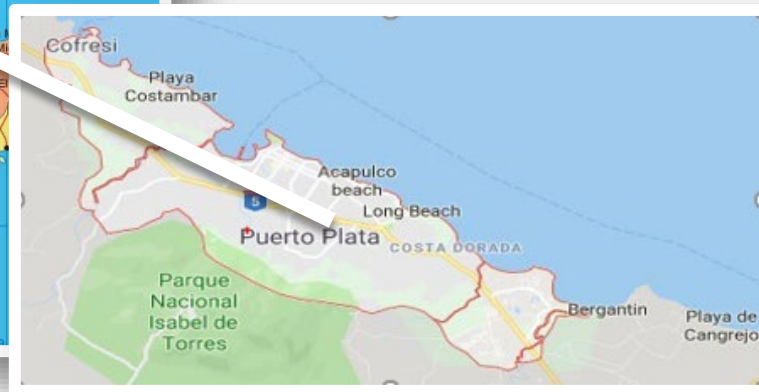 Cofresi
Playa
Costambar
Acapulco
beach
5
Long Beach
Puerto Plata
COSTA DORADA
Parque
Nacional
Isabel de
Torres
Bergantin
Playa de
Cangrejo